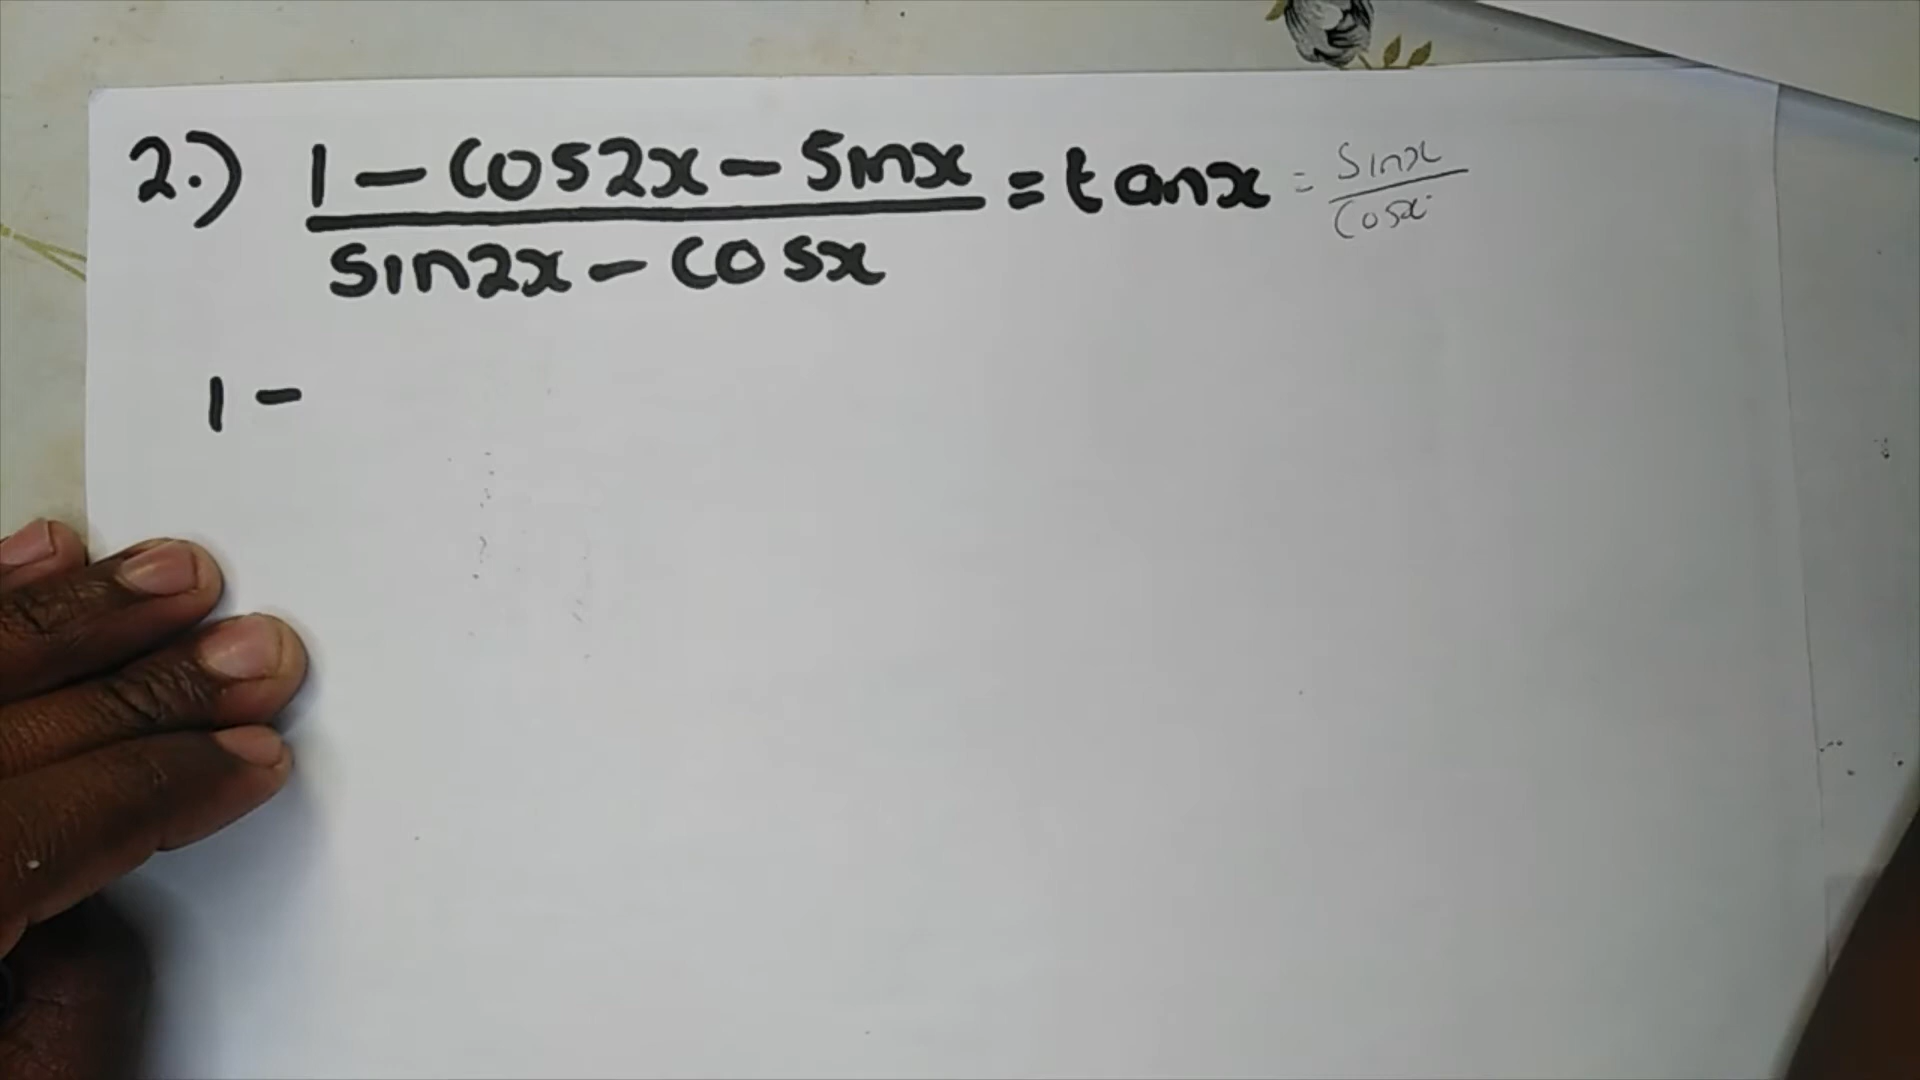 2.) 1 - cos2x - sinx = tanx = sinx
sin2x - cosx cosx
1 -